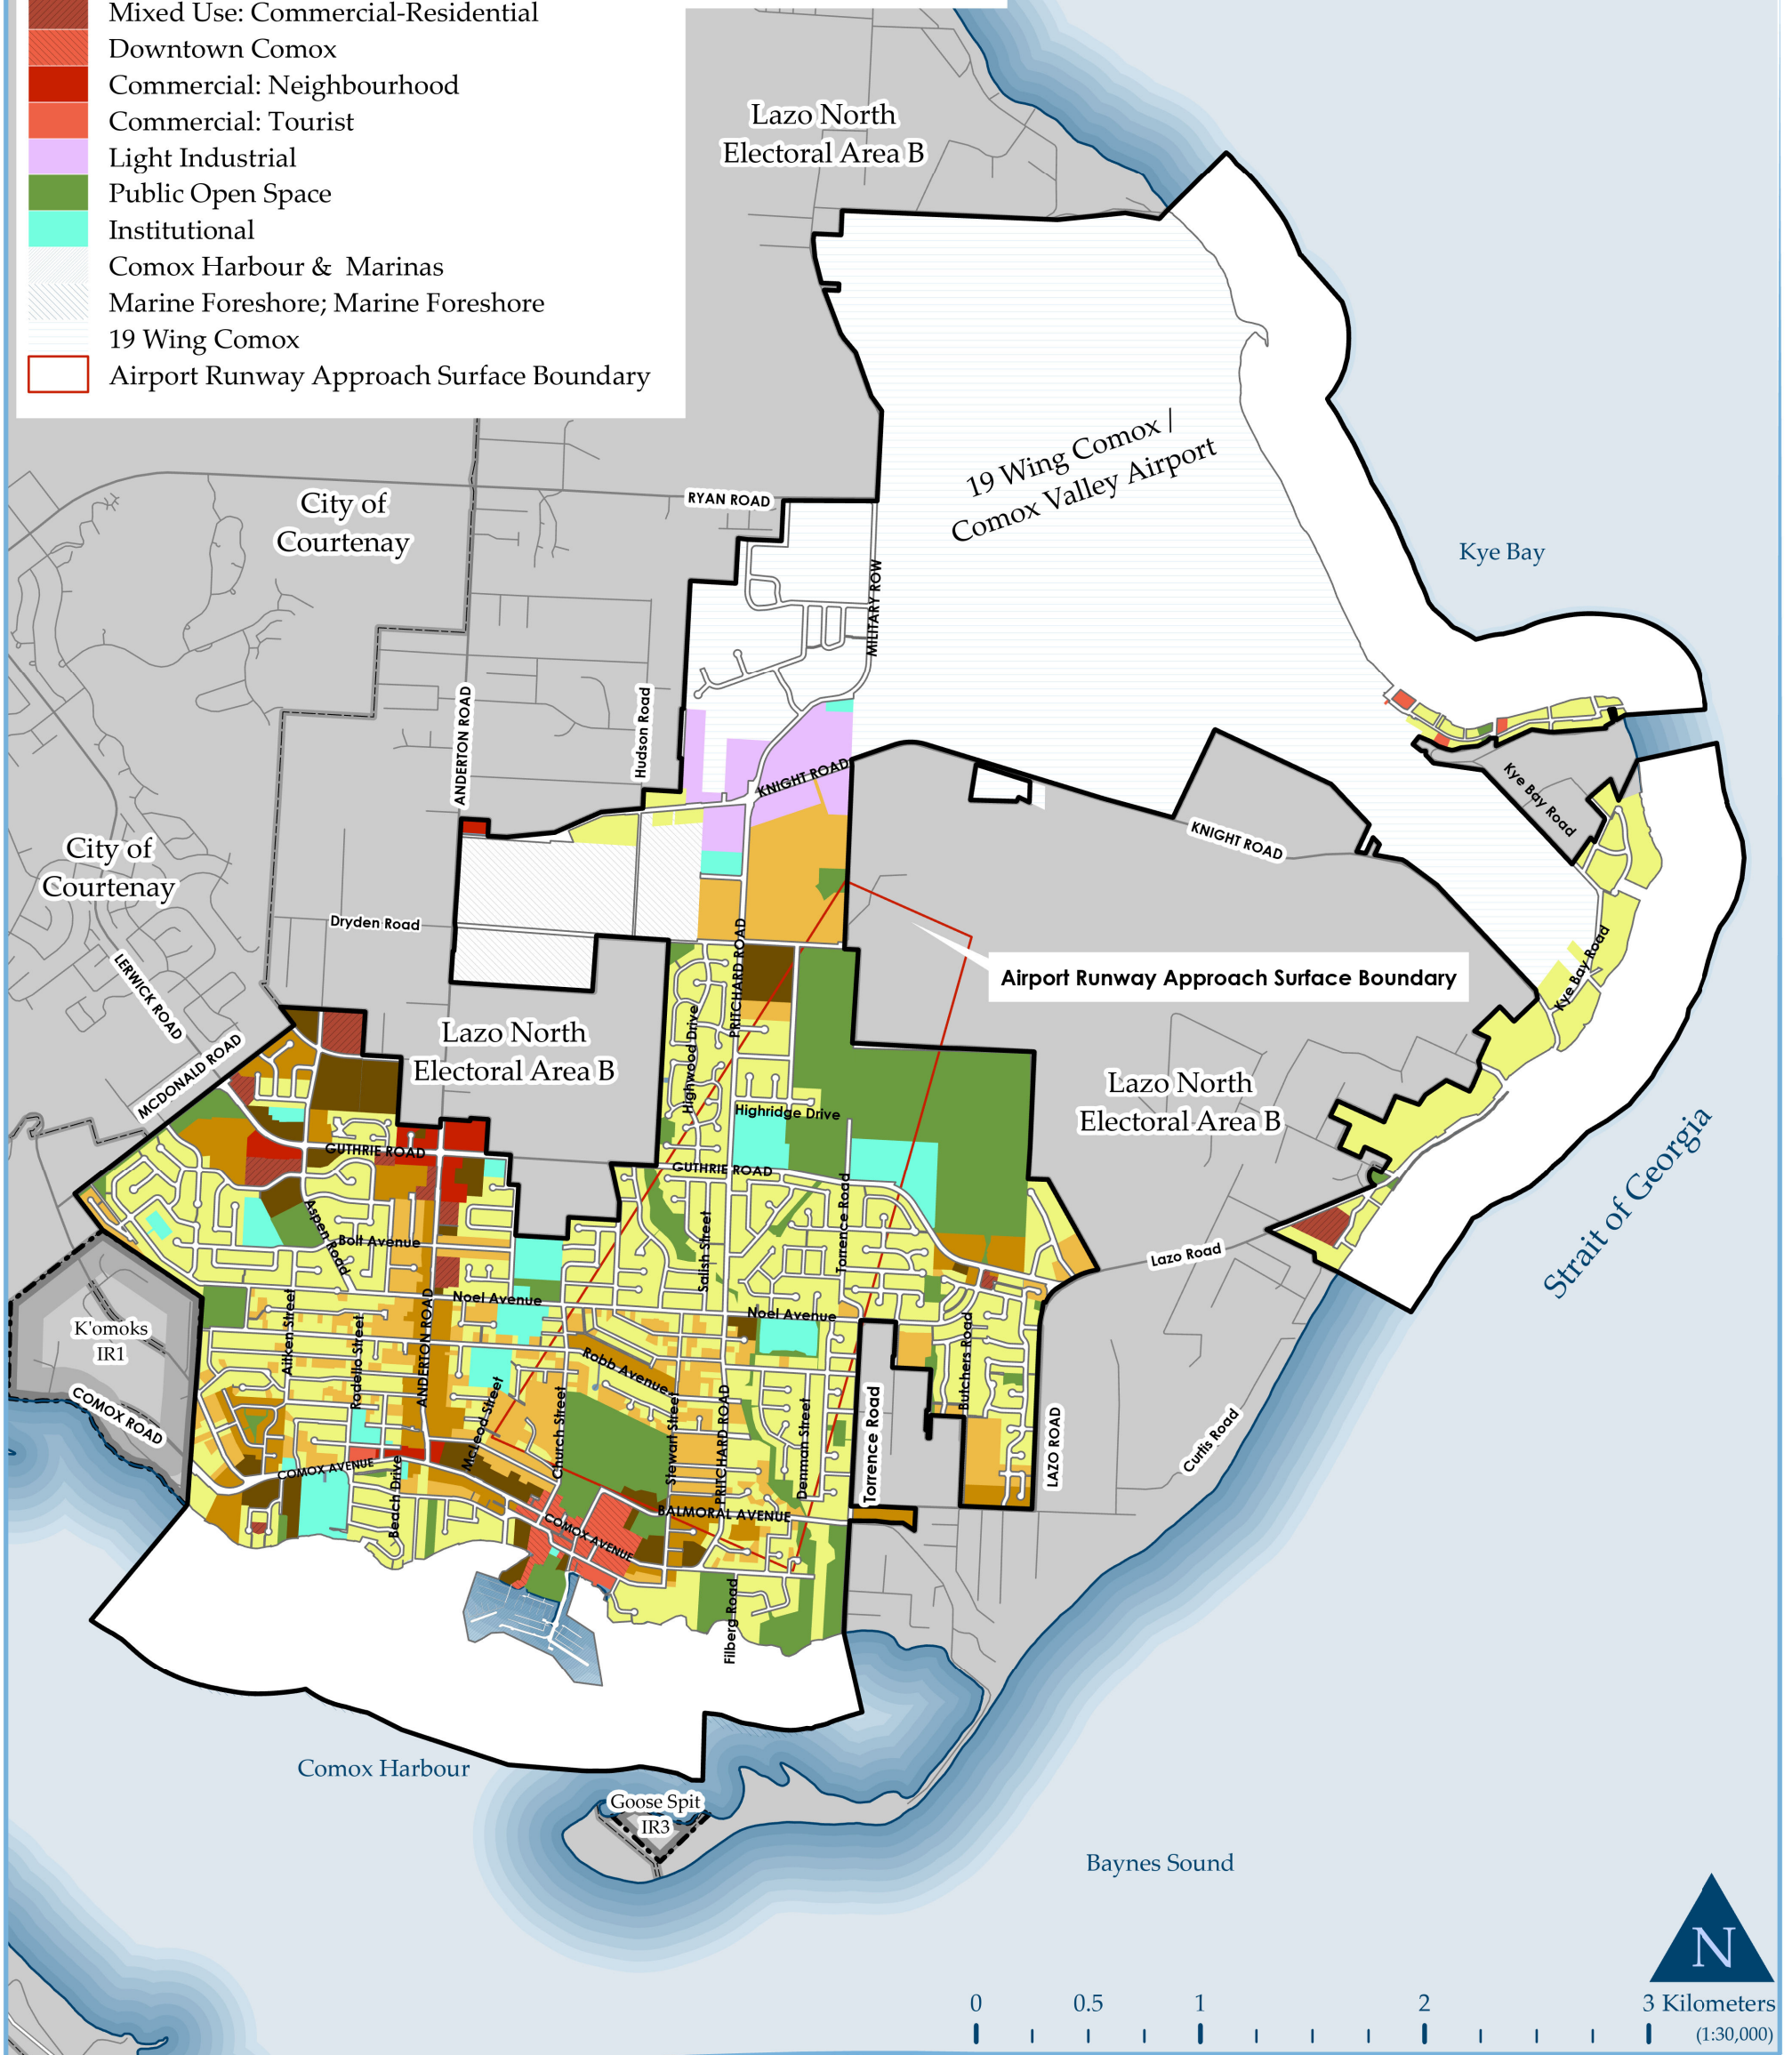 Mixed Use: Commercial-Residential
Downtown Comox
Commercial: Neighbourhood
Commercial: Tourist
Light Industrial
Public Open Space
Institutional
Comox Harbour & Marinas
Marine Foreshore; Marine Foreshore
19 Wing Comox
Airport Runway Approach Surface Boundary
Lazo North
Electoral Area B
19 Wing Comox /
Comox Valley Airport
City of
Courtenay
RYAN ROAD
Kye Bay
MILITARY ROW
ANDERTON ROAD
Hudson Road
KNIGHT ROAD
Kye Bay Road
KNIGHT ROAD
City of
Courtenay
Dryden Road
LERWICK ROAD
PRITCHARD ROAD
Airport Runway Approach Surface Boundary
Kye Bay Road
MCDONALD ROAD
Lazo North
Electoral Area B
Highwood Drive
Highridge Drive
Lazo North
Electoral Area B
Strait of Georgia
GUTHRIE ROAD
GUTHRIE ROAD
Aspen Road
Bolt Avenue
Salish Street
Torrence Road
Lazo Road
Noel Avenue
Noel Avenue
K'omoks
IR1
Aitken Street
Rodello Street
ANDERTON ROAD
Robb Avenue
Butchers Road
COMOX ROAD
McLeod Street
Church Street
Stewart Street
PRITCHARD ROAD
Denman Street
Torrence Road
LAZO ROAD
Curtis Road
COMOX AVENUE
Beach Drive
BALMORAL AVENUE
COMOX AVENUE
Filberg Road
Comox Harbour
Goose Spit
IR3
Baynes Sound
N
0 0.5 1 2 3 Kilometers
(1:30,000)